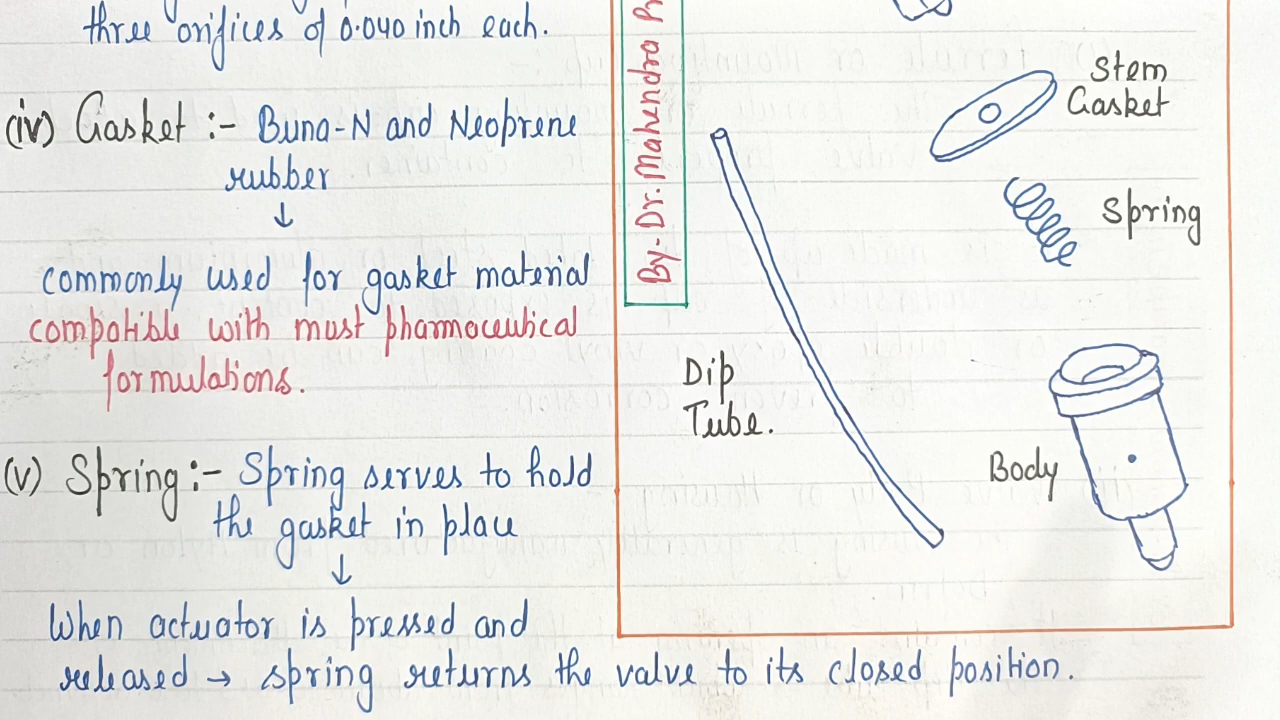 three orifices of 0.040 inch each.
(iv) Gasket :- Buna-N and Neoprene
rubber
↓
commonly used for gasket material
compatible with most pharmaceutical
formulations.
(v) Spring :- Spring serves to hold
the gasket in place
↓
When actuator is pressed and
released → spring returns the valve to its closed position.
By- Dr. Mahendra Pr
Stem
Gasket
Spring
Dip
Tube.
Body